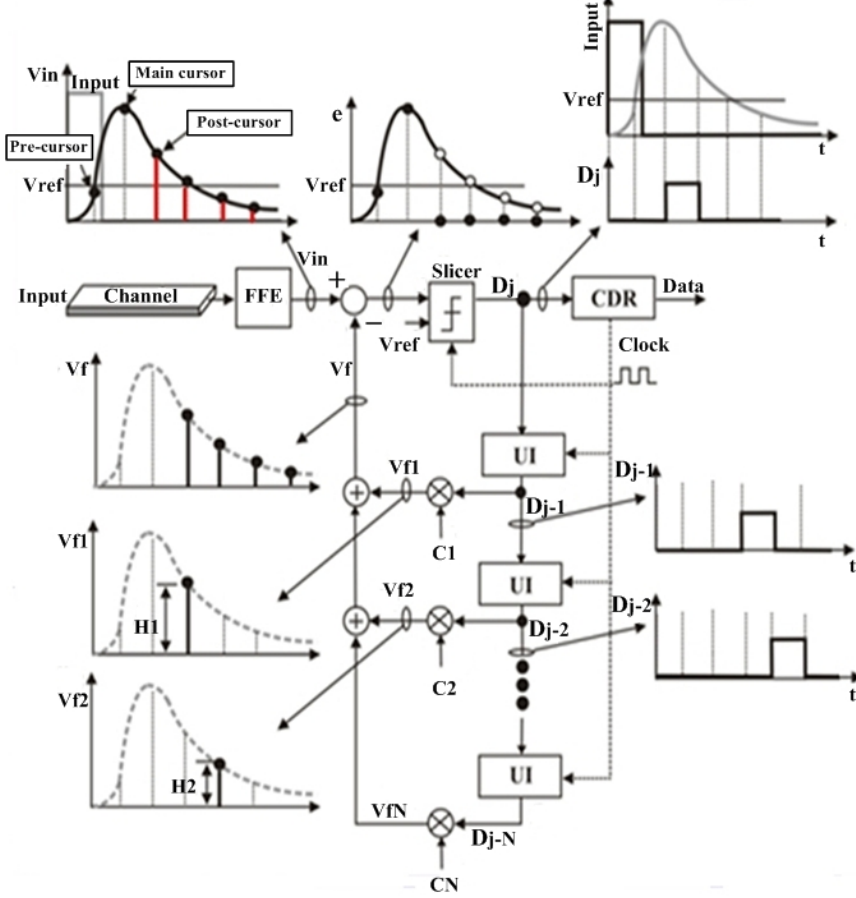 Vin
Input
Main cursor
Post-cursor
Pre-cursor
Vref
e
Vref
Input
Vref
t
Dj
t
Input
Channel
FFE
Vin
+
−
Slicer
Vref
Dj
CDR
Data
Clock
Vf
Vf
UI
Vf1
C1
Dj-1
Dj-1
t
Vf1
H1
UI
Vf2
C2
Dj-2
Dj-2
t
Vf2
H2
UI
VfN
Dj-N
CN